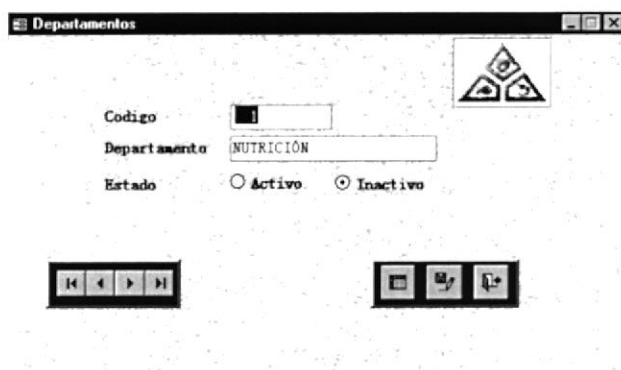 Departamentos
Codigo 1
Departamento NUTRICIÓN
Estado Activo Inactivo